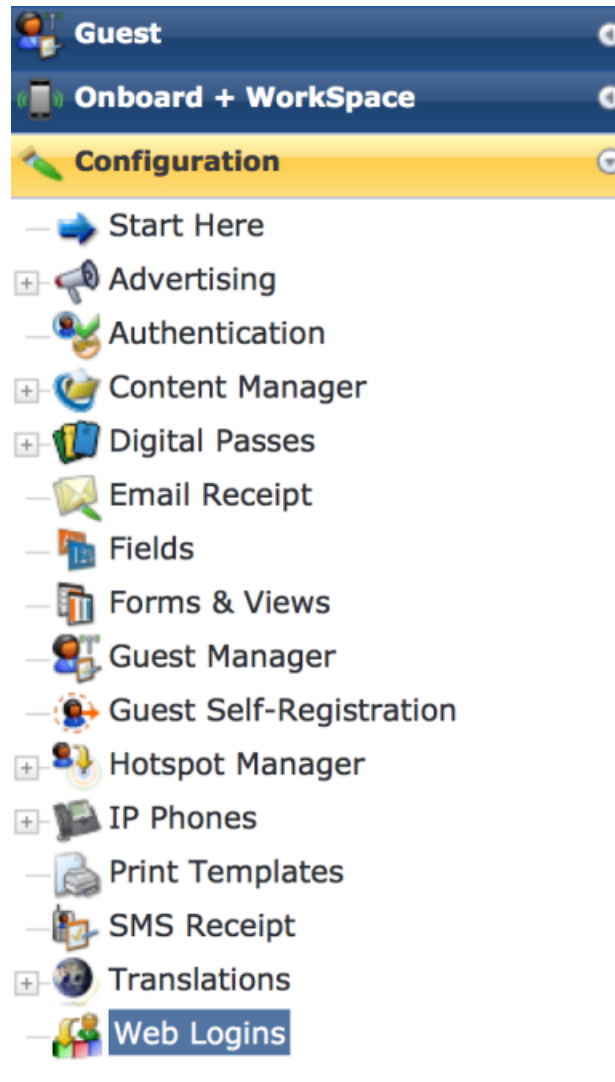 Guest
Onboard + WorkSpace
Configuration
Start Here
Advertising
Authentication
Content Manager
Digital Passes
Email Receipt
Fields
Forms & Views
Guest Manager
Guest Self-Registration
Hotspot Manager
IP Phones
Print Templates
SMS Receipt
Translations
Web Logins